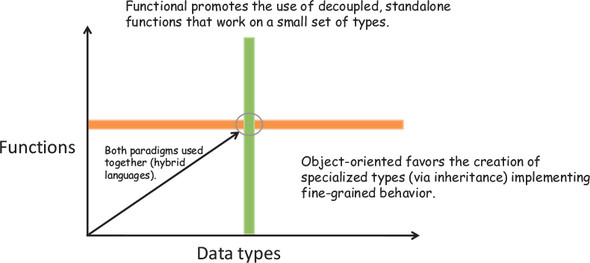 Functional promotes the use of decoupled, standalone
functions that work on a small set of types.
Functions
Both paradigms used
together (hybrid
languages).
Object-oriented favors the creation of
specialized types (via inheritance) implementing
fine-grained behavior.
Data types